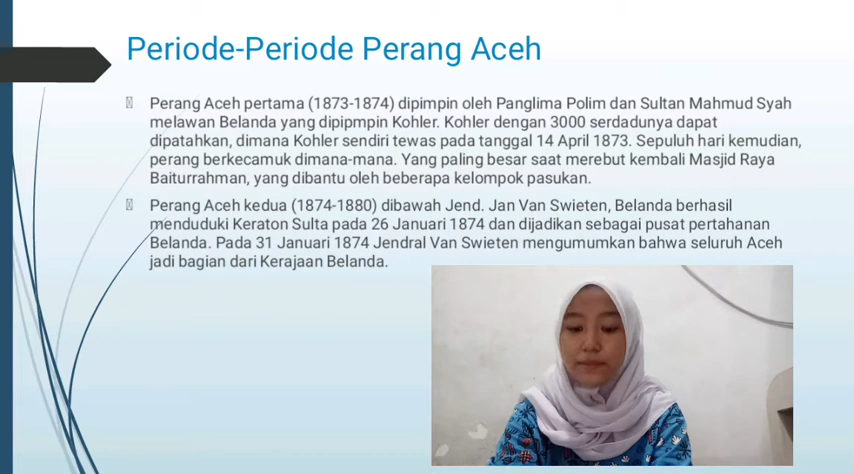 Periode-Periode Perang Aceh
Perang Aceh pertama (1873-1874) dipimpin oleh Panglima Polim dan Sultan Mahmud Syah
melawan Belanda yang dipipmpin Kohler. Kohler dengan 3000 serdadunya dapat
dipatahkan, dimana Kohler sendiri tewas pada tanggal 14 April 1873. Sepuluh hari kemudian,
perang berkecamuk dimana-mana. Yang paling besar saat merebut kembali Masjid Raya
Baiturrahman, yang dibantu oleh beberapa kelompok pasukan.
Perang Aceh kedua (1874-1880) dibawah Jend. Jan Van Swieten, Belanda berhasil
menduduki Keraton Sulta pada 26 Januari 1874 dan dijadikan sebagai pusat pertahanan
Belanda. Pada 31 Januari 1874 Jendral Van Swieten mengumumkan bahwa seluruh Aceh
jadi bagian dari Kerajaan Belanda.